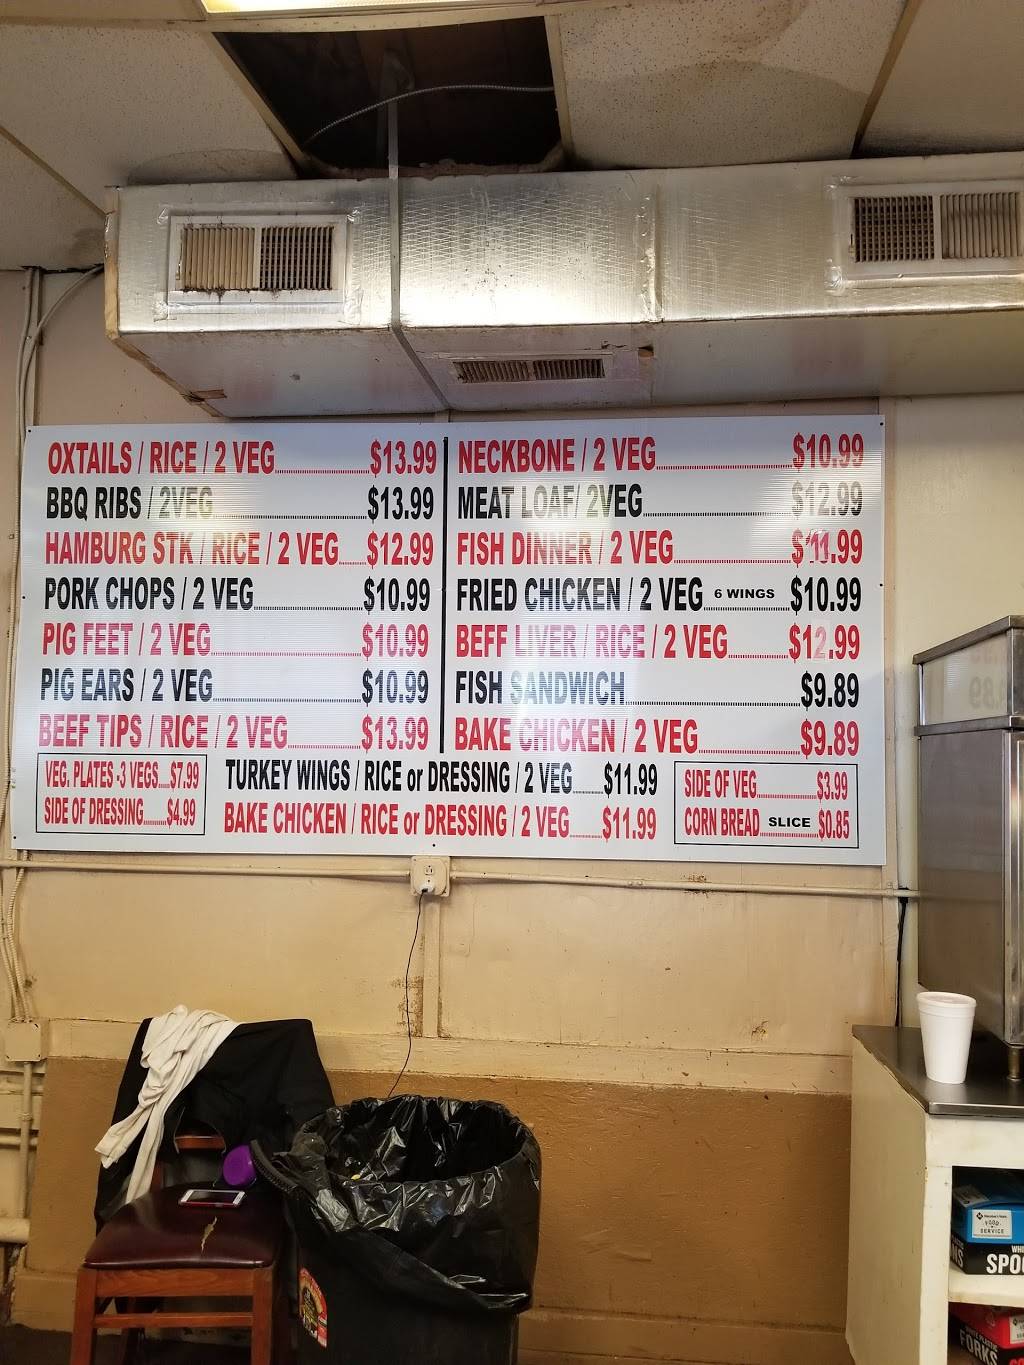 OXTAILS / RICE / 2 VEG $13.99
BBQ RIBS / 2VEG $13.99
HAMBURG STK / RICE / 2 VEG $12.99
PORK CHOPS / 2 VEG $10.99
PIG FEET / 2 VEG $10.99
PIG EARS / 2 VEG $10.99
BEEF TIPS / RICE / 2 VEG $13.99
NECKBONE / 2 VEG $10.99
MEAT LOAF/ 2VEG $12.99
FISH DINNER / 2 VEG $11.99
FRIED CHICKEN / 2 VEG 6 WINGS $10.99
BEFF LIVER / RICE / 2 VEG $12.99
FISH SANDWICH $9.89
BAKE CHICKEN / 2 VEG $9.89
VEG. PLATES -3 VEGS $7.99
SIDE OF DRESSING $4.99
TURKEY WINGS / RICE or DRESSING / 2 VEG $11.99
BAKE CHICKEN / RICE or DRESSING / 2 VEG $11.99
SIDE OF VEG $3.99
CORN BREAD SLICE $0.85
FOOD
SERVICE
FORKS